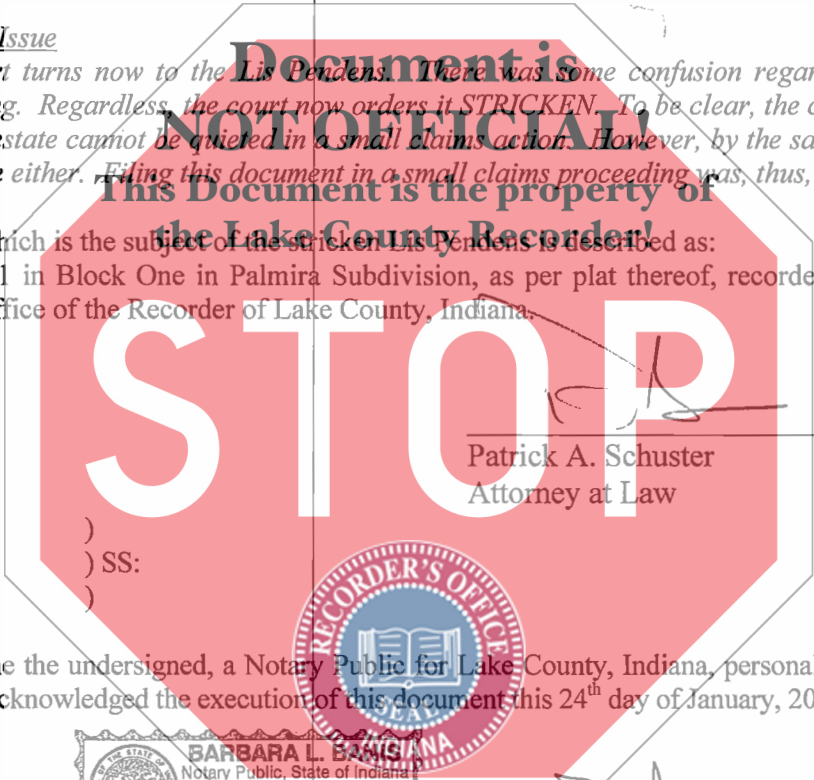 Issue
Document is
t turns now to the Lis Pendens. There was some confusion regar
g. Regardless, the court now orders it STRICKEN. To be clear, the c
NOT OFFICIAL!
estate cannot be quieted in a small claims action. However, by the sa
e either. Filing this document in a small claims proceeding was, thus,
This Document is the property of
the Lake County Recorder!
hich is the subject of the stricken Lis Pendens is described as:
1 in Block One in Palmira Subdivision, as per plat thereof, recorde
ffice of the Recorder of Lake County, Indiana.
STOP
Patrick A. Schuster
Attorney at Law
)
) SS:
)
RECORDER'S OFFICE
SEAL
INDIANA
e the undersigned, a Notary Public for Lake County, Indiana, personal
cknowledged the execution of this document this 24th day of January, 20
BARBARA L.
Notary Public, State of Indiana
THE STATE OF